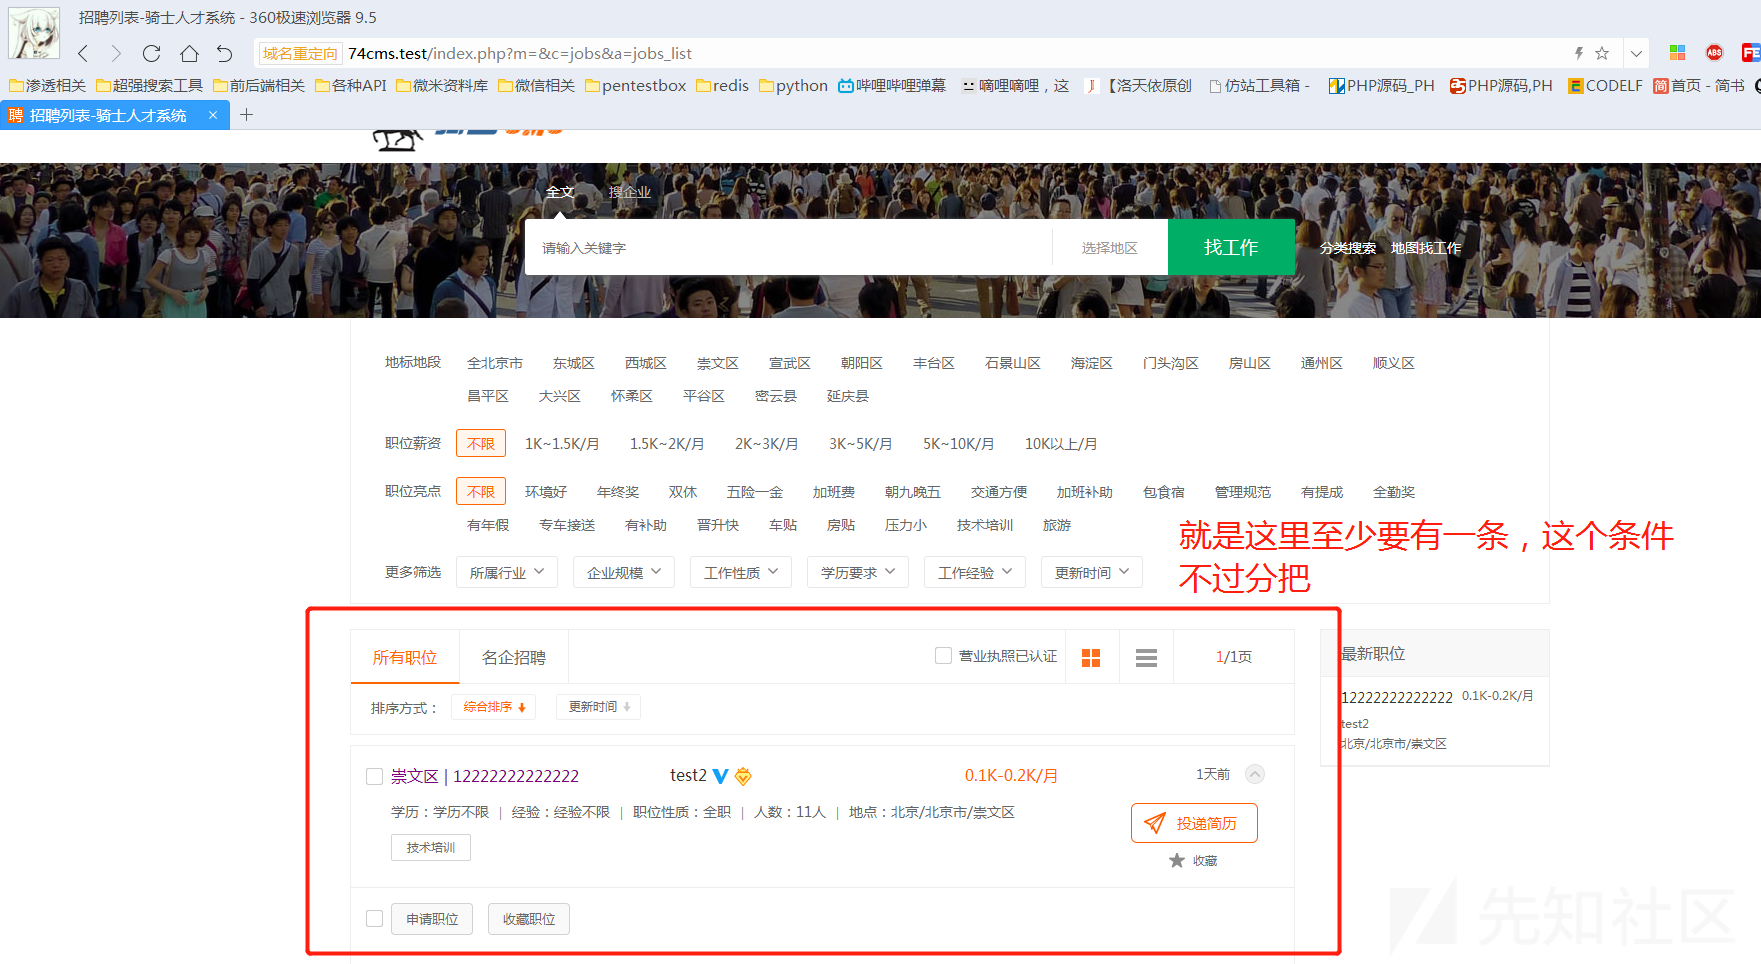 招聘列表-骑士人才系统 - 360极速浏览器 9.5
域名重定向 74cms.test/index.php?m=&c=jobs&a=jobs_list
ABS
渗透相关 超强搜索工具 前后端相关 各种API 微米资料库 微信相关 pentestbox redis python 哔哩哔哩弹幕 嘀哩嘀哩，这 【洛天依原创 仿站工具箱 - PHP源码_PH PHP源码,PH CODELF 简 首页 - 简书
聘 招聘列表-骑士人才系统 × +
全文 搜企业
请输入关键字 选择地区 找工作 分类搜索 地图找工作
地标地段 全北京市 东城区 西城区 崇文区 宣武区 朝阳区 丰台区 石景山区 海淀区 门头沟区 房山区 通州区 顺义区
昌平区 大兴区 怀柔区 平谷区 密云县 延庆县
职位薪资 不限 1K~1.5K/月 1.5K~2K/月 2K~3K/月 3K~5K/月 5K~10K/月 10K以上/月
职位亮点 不限 环境好 年终奖 双休 五险一金 加班费 朝九晚五 交通方便 加班补助 包食宿 管理规范 有提成 全勤奖
有年假 专车接送 有补助 晋升快 车贴 房贴 压力小 技术培训 旅游
就是这里至少要有一条，这个条件
不过分把
更多筛选 所属行业 企业规模 工作性质 学历要求 工作经验 更新时间
所有职位 名企招聘 营业执照已认证 1/1页
排序方式： 综合排序 更新时间
崇文区 | 12222222222222 test2 0.1K-0.2K/月 1天前
学历：学历不限 | 经验：经验不限 | 职位性质：全职 | 人数：11人 | 地点：北京/北京市/崇文区
投递简历
技术培训
收藏
申请职位 收藏职位
最新职位
12222222222222 0.1K-0.2K/月
test2
北京/北京市/崇文区
先知社区